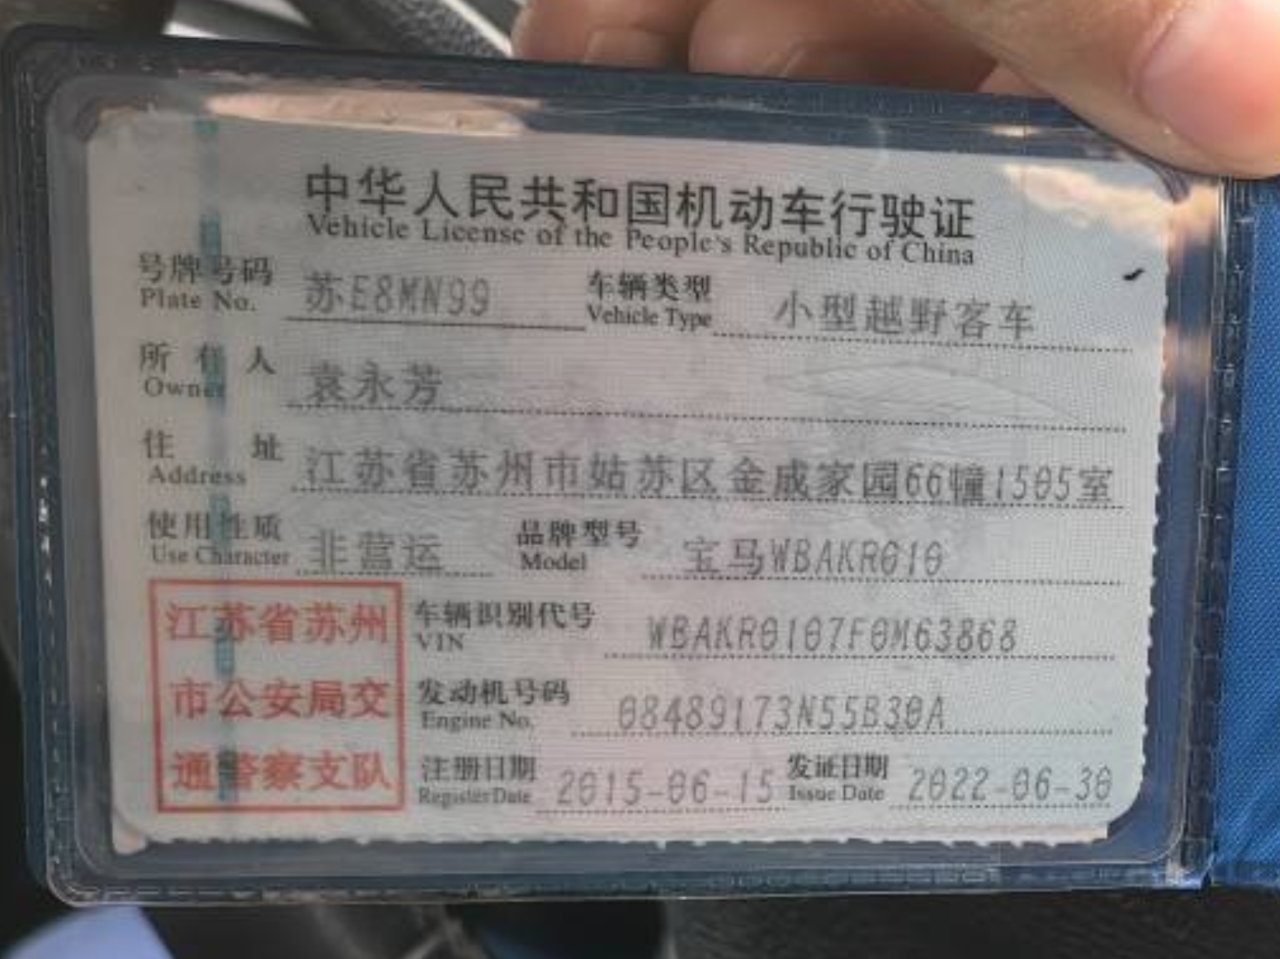 中华人民共和国机动车行驶证
Vehicle License of the People's Republic of China
号牌号码 苏E8MN99 车辆类型 小型越野客车
Plate No. Vehicle Type
所有人 袁永芳
Owner
住址 江苏省苏州市姑苏区金成家园66幢1505室
Address
使用性质 非营运 品牌型号 宝马WBAKR010
Use Character Model
江苏省苏州
市公安局交
通警察支队
车辆识别代号 WBAKR0107F0M63868
VIN
发动机号码 08489173N55B30A
Engine No.
注册日期 2015-06-15 发证日期 2022-06-30
Register Date Issue Date